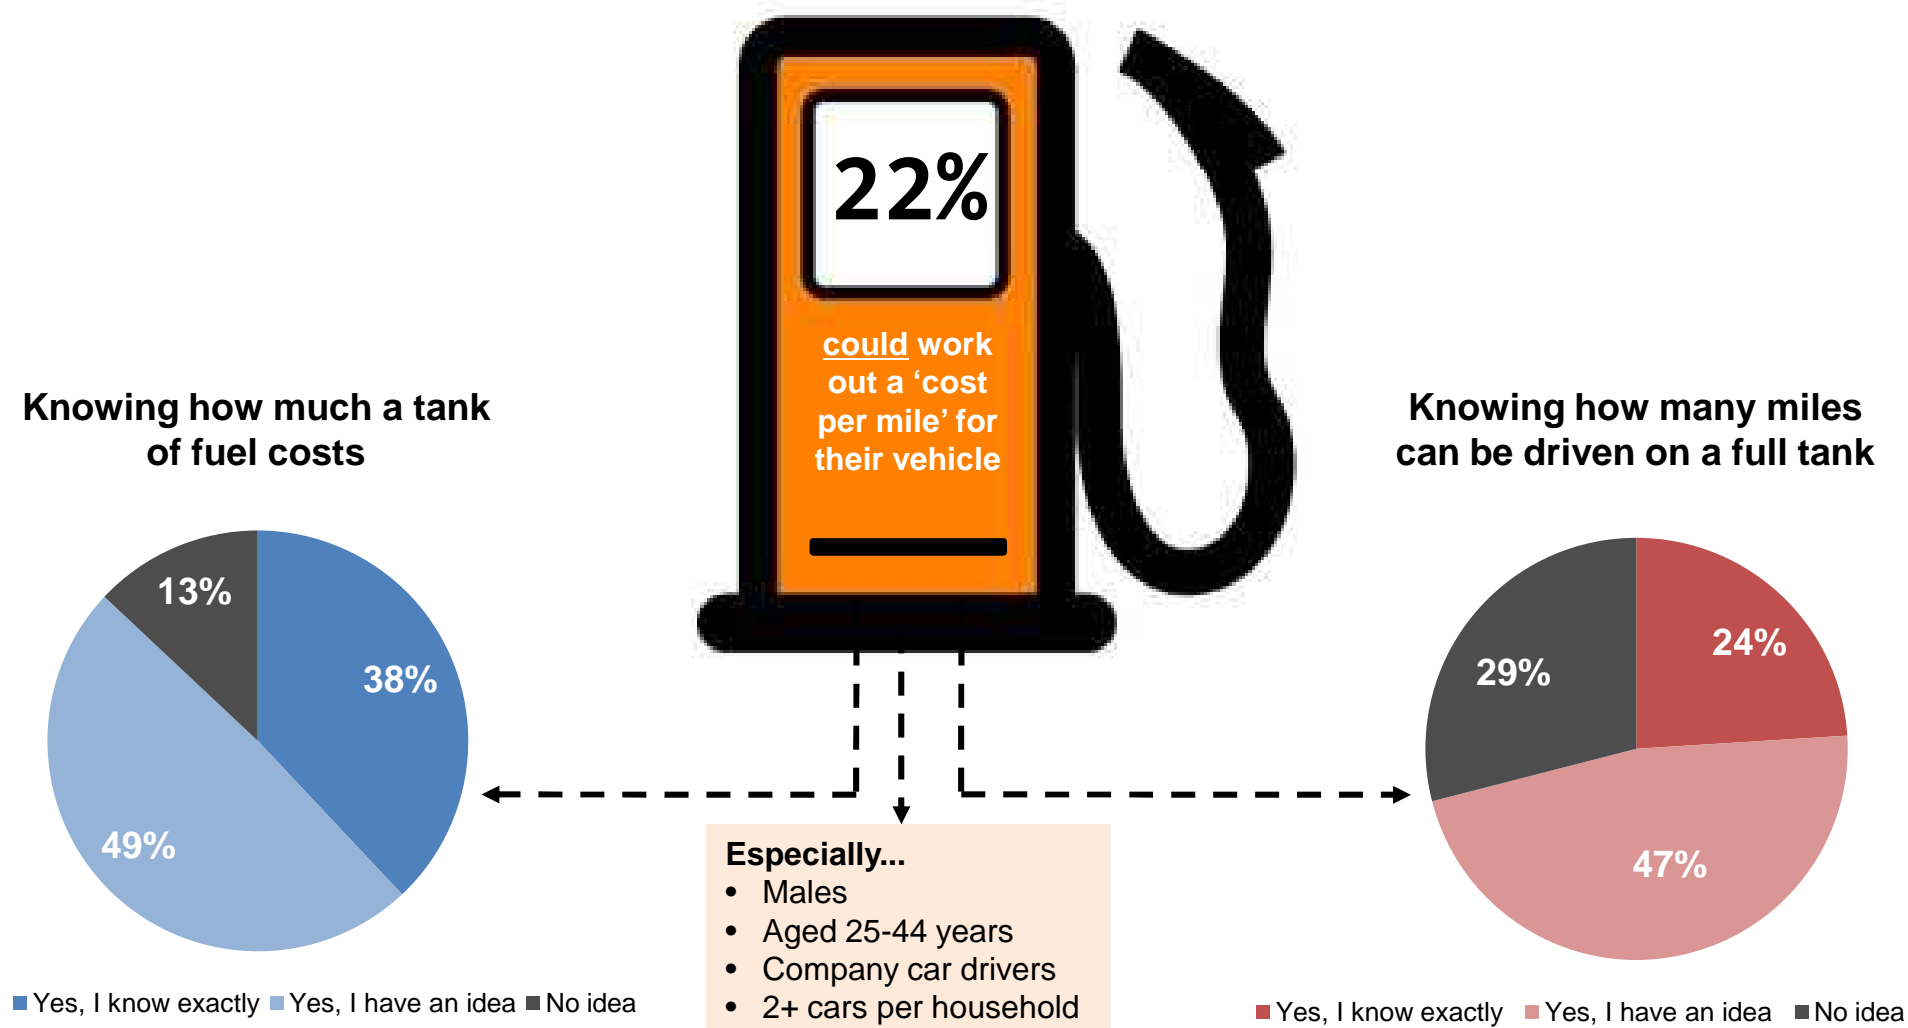 22%
could work
out a ‘cost
per mile’ for
their vehicle
Knowing how much a tank
of fuel costs
13%
38%
49%
■ Yes, I know exactly ■ Yes, I have an idea ■ No idea
Especially...
• Males
• Aged 25-44 years
• Company car drivers
• 2+ cars per household
Knowing how many miles
can be driven on a full tank
24%
29%
47%
■ Yes, I know exactly ■ Yes, I have an idea ■ No idea